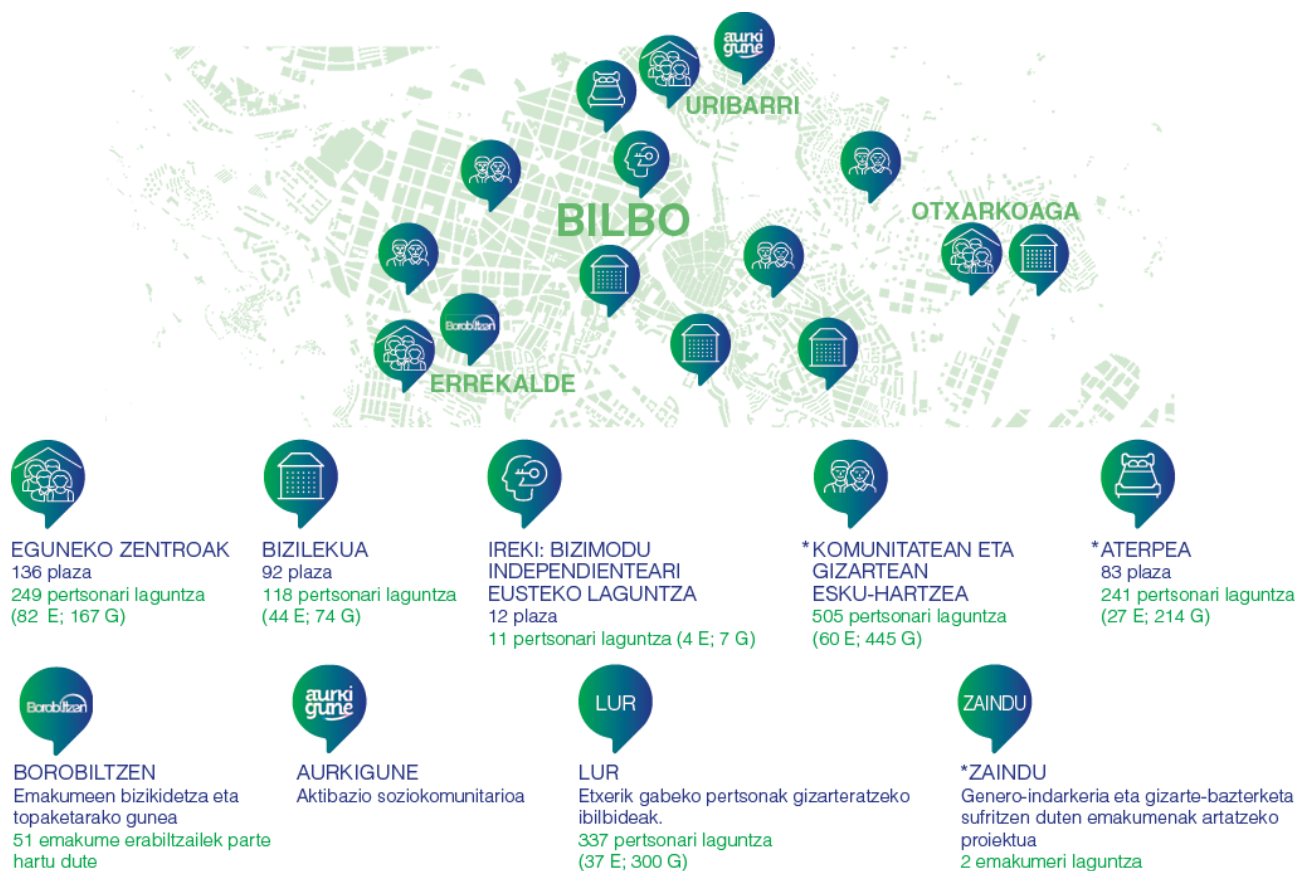 aurki
gune
URIBARRI
BILBO
OTXARKOAGA
Borobiltzen
ERREKALDE
EGUNEKO ZENTROAK
136 plaza
249 pertsonari laguntza
(82 E; 167 G)
BIZILEKUA
92 plaza
118 pertsonari laguntza
(44 E; 74 G)
IREKI: BIZIMODU
INDEPENDIENTEARI
EUSTEKO LAGUNTZA
12 plaza
11 pertsonari laguntza (4 E; 7 G)
*KOMUNITATEAN ETA
GIZARTEAN
ESKU-HARTZEA
505 pertsonari laguntza
(60 E; 445 G)
*ATERPEA
83 plaza
241 pertsonari laguntza
(27 E; 214 G)
Borobiltzen
BOROBILTZEN
Emakumeen bizikidetza eta
topaketarako gunea
51 emakume erabiltzailek parte
hartu dute
aurki
gune
AURKIGUNE
Aktibazio soziokomunitarioa
LUR
LUR
Etxerik gabeko pertsonak gizarteratzeko
ibilbideak.
337 pertsonari laguntza
(37 E; 300 G)
ZAINDU
*ZAINDU
Genero-indarkeria eta gizarte-bazterketa
sufritzen duten emakumenak artatzeko
proiektua
2 emakumeri laguntza